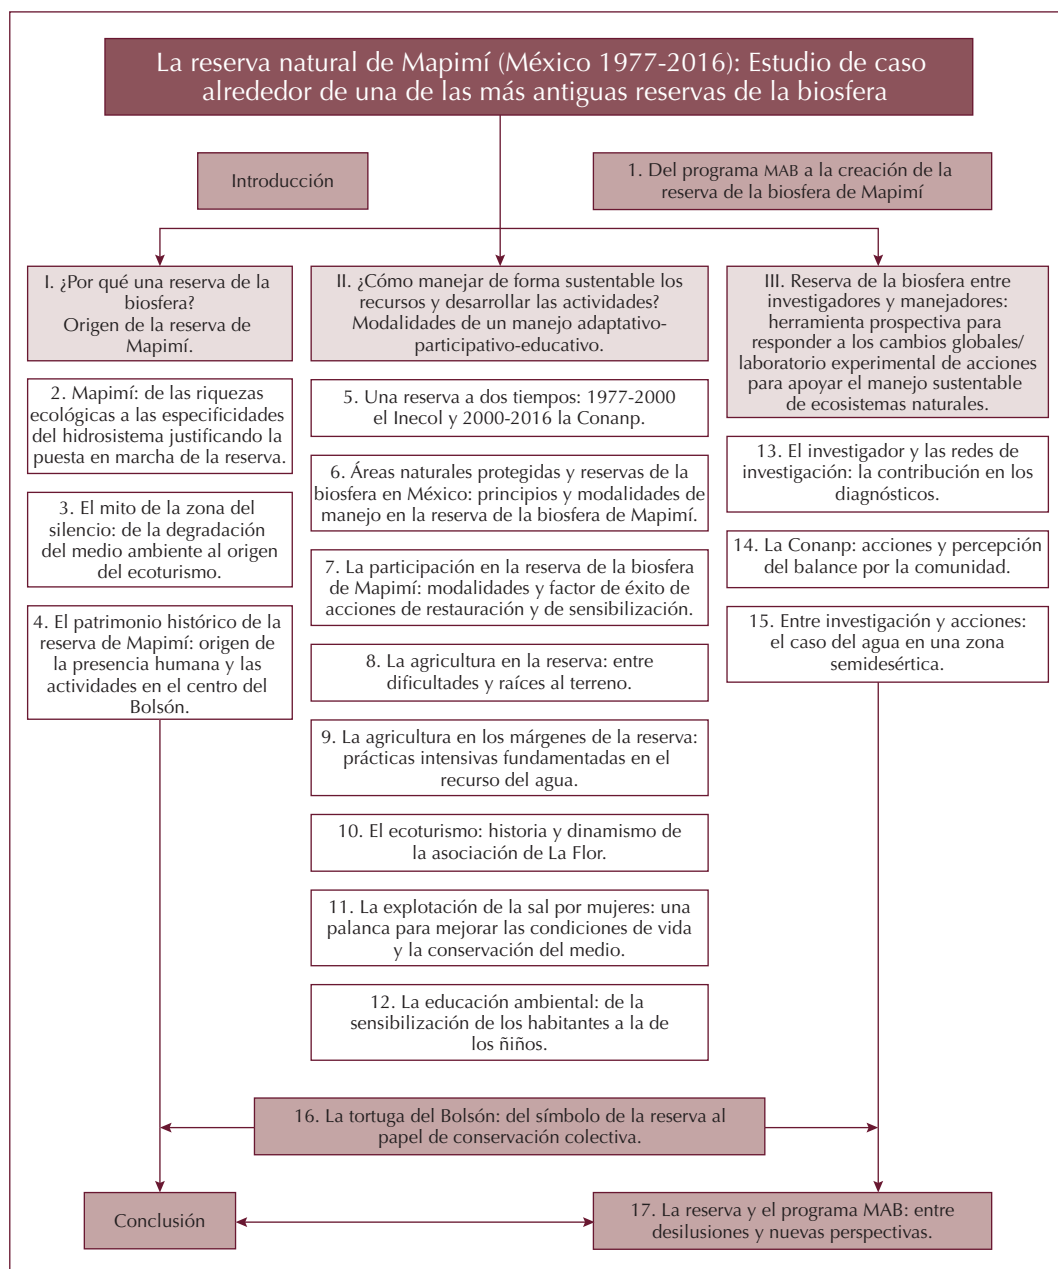 La reserva natural de Mapimí (México 1977-2016): Estudio de caso
alrededor de una de las más antiguas reservas de la biosfera
Introducción
1. Del programa MAB a la creación de la
reserva de la biosfera de Mapimí
I. ¿Por qué una reserva de la
biosfera?
Origen de la reserva de
Mapimí.
2. Mapimí: de las riquezas
ecológicas a las especificidades
del hidrosistema justificando la
puesta en marcha de la reserva.
3. El mito de la zona del
silencio: de la degradación
del medio ambiente al origen
del ecoturismo.
4. El patrimonio histórico de la
reserva de Mapimí: origen de
la presencia humana y las
actividades en el centro del
Bolsón.
II. ¿Cómo manejar de forma sustentable los
recursos y desarrollar las actividades?
Modalidades de un manejo adaptativo-
participativo-educativo.
5. Una reserva a dos tiempos: 1977-2000
el Inecol y 2000-2016 la Conanp.
6. Áreas naturales protegidas y reservas de la
biosfera en México: principios y modalidades de
manejo en la reserva de la biosfera de Mapimí.
7. La participación en la reserva de la biosfera
de Mapimí: modalidades y factor de éxito de
acciones de restauración y de sensibilización.
8. La agricultura en la reserva: entre
dificultades y raíces al terreno.
9. La agricultura en los márgenes de la reserva:
prácticas intensivas fundamentadas en el
recurso del agua.
10. El ecoturismo: historia y dinamismo de
la asociación de La Flor.
11. La explotación de la sal por mujeres: una
palanca para mejorar las condiciones de vida
y la conservación del medio.
12. La educación ambiental: de la
sensibilización de los habitantes a la de
los ñiños.
III. Reserva de la biosfera entre
investigadores y manejadores:
herramienta prospectiva para
responder a los cambios globales/
laboratorio experimental de acciones
para apoyar el manejo sustentable
de ecosistemas naturales.
13. El investigador y las redes de
investigación: la contribución en los
diagnósticos.
14. La Conanp: acciones y percepción
del balance por la comunidad.
15. Entre investigación y acciones:
el caso del agua en una zona
semidesértica.
16. La tortuga del Bolsón: del símbolo de la reserva al
papel de conservación colectiva.
Conclusión
17. La reserva y el programa MAB: entre
desilusiones y nuevas perspectivas.